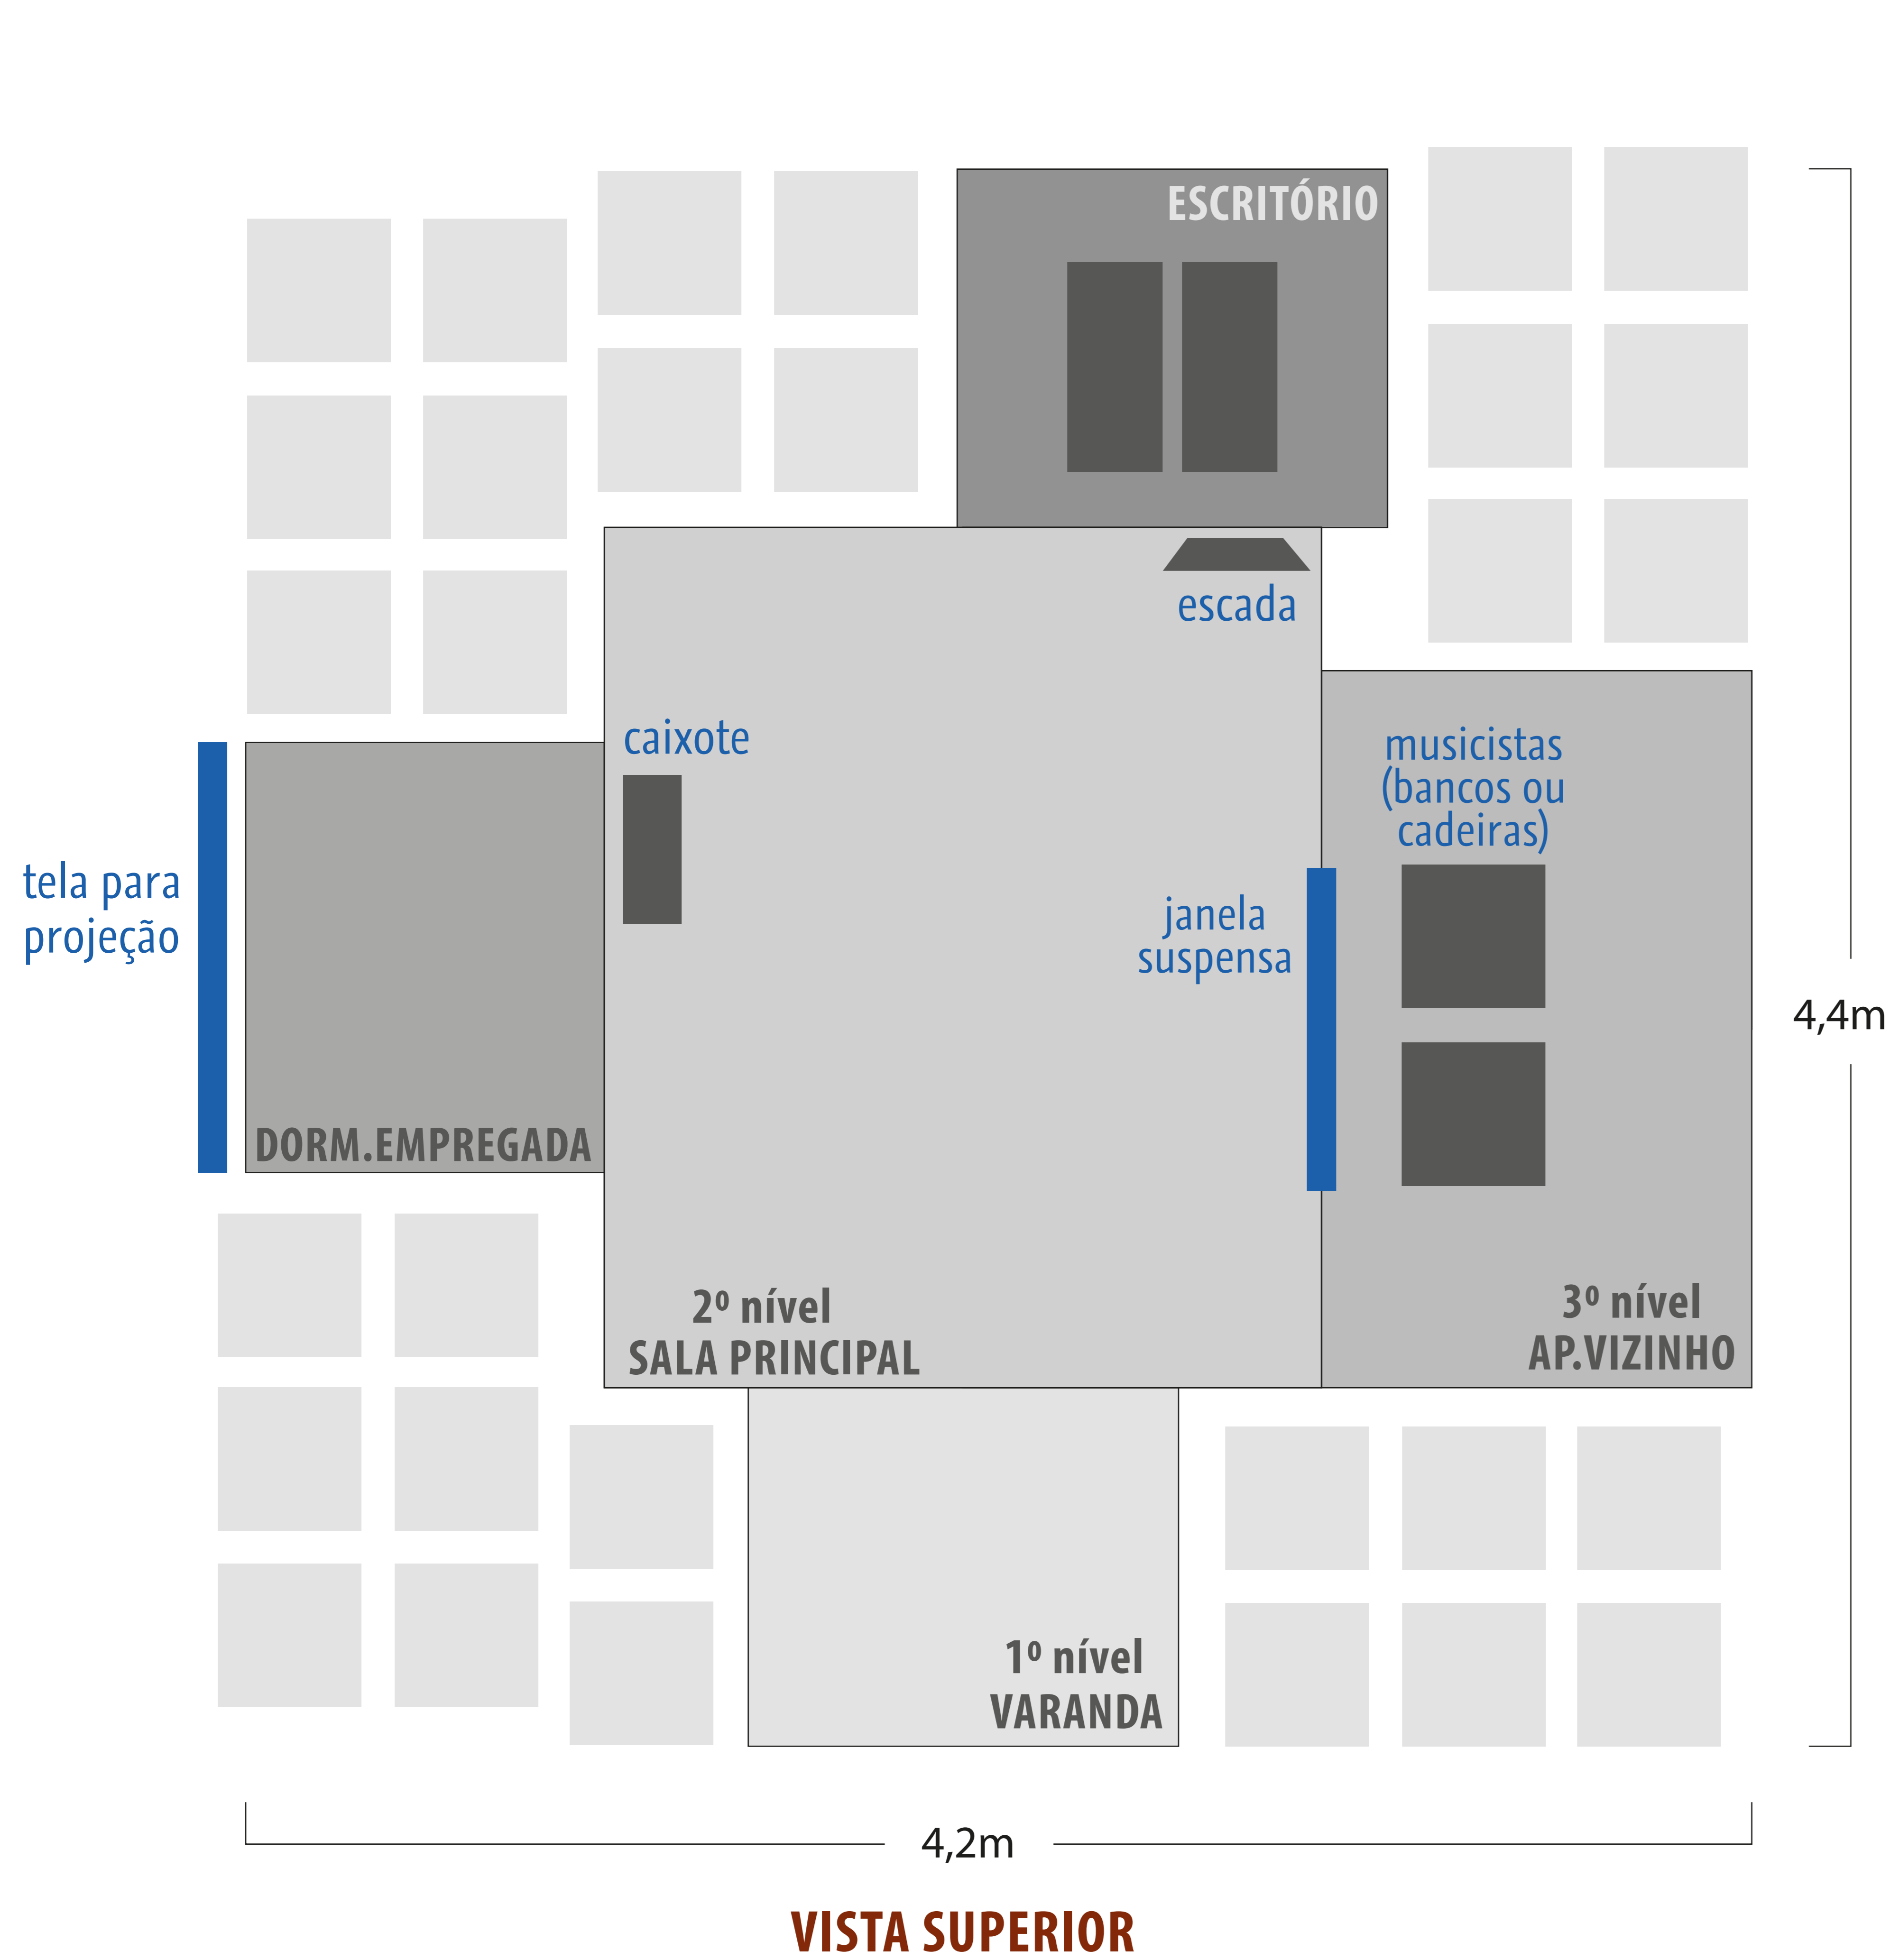 ESCRITÓRIO
escada
caixote
musicistas
(bancos ou
cadeiras)
tela para
projeção
janela
suspensa
4,4m
DORM.EMPREGADA
2º nível
SALA PRINCIPAL
3º nível
AP.VIZINHO
1º nível
VARANDA
4,2m
VISTA SUPERIOR